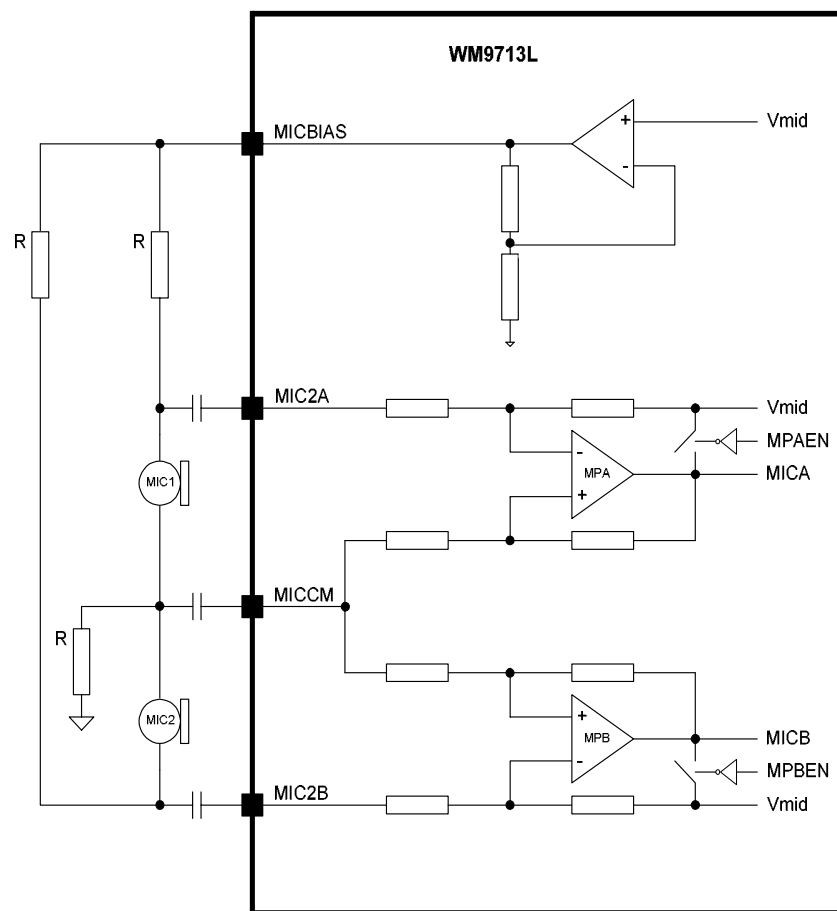 WM9713L
MICBIAS
+
Vmid
-
R
R
MIC2A
Vmid
MPAEN
-
MPA
MICA
+
MIC1
MICCM
R
MIC2
+
MPB
MICB
-
MPBEN
MIC2B
Vmid